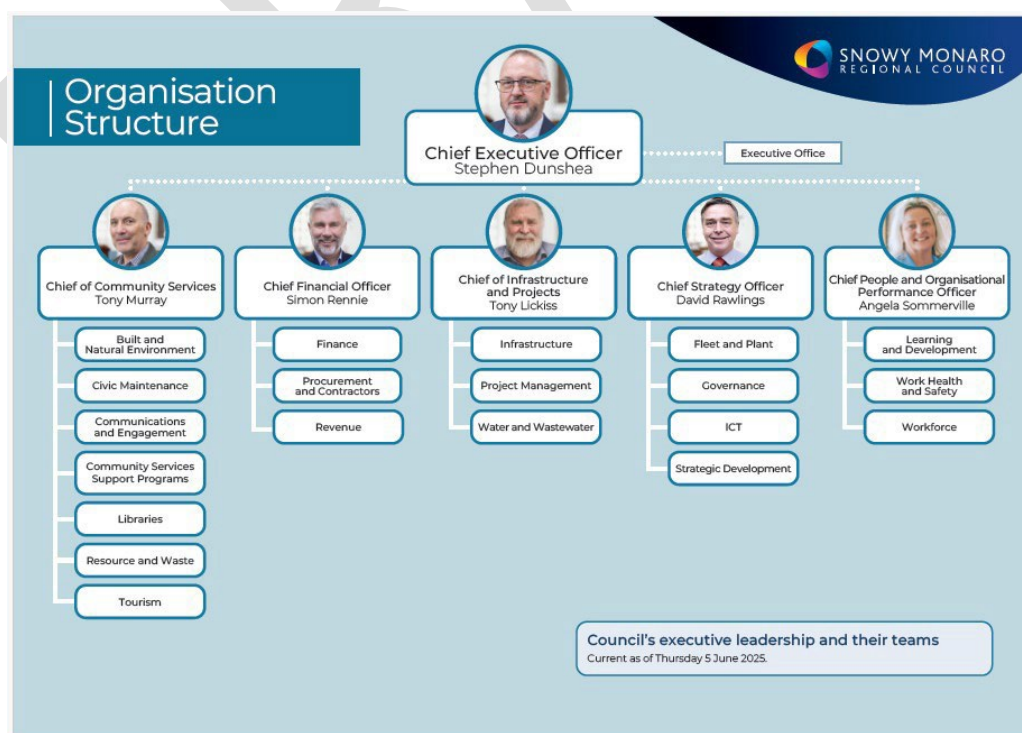 SNOWY MONARO
REGIONAL COUNCIL
Organisation
Structure
Chief Executive Officer
Stephen Dunshea
Executive Office
Chief of Community Services
Tony Murray
Built and
Natural Environment
Civic Maintenance
Communications
and Engagement
Community Services
Support Programs
Libraries
Resource and Waste
Tourism
Chief Financial Officer
Simon Rennie
Finance
Procurement
and Contractors
Revenue
Chief of Infrastructure
and Projects
Tony Lickiss
Infrastructure
Project Management
Water and Wastewater
Chief Strategy Officer
David Rawlings
Fleet and Plant
Governance
ICT
Strategic Development
Chief People and Organisational
Performance Officer
Angela Sommerville
Learning
and Development
Work Health
and Safety
Workforce
Council's executive leadership and their teams
Current as of Thursday 5 June 2025.